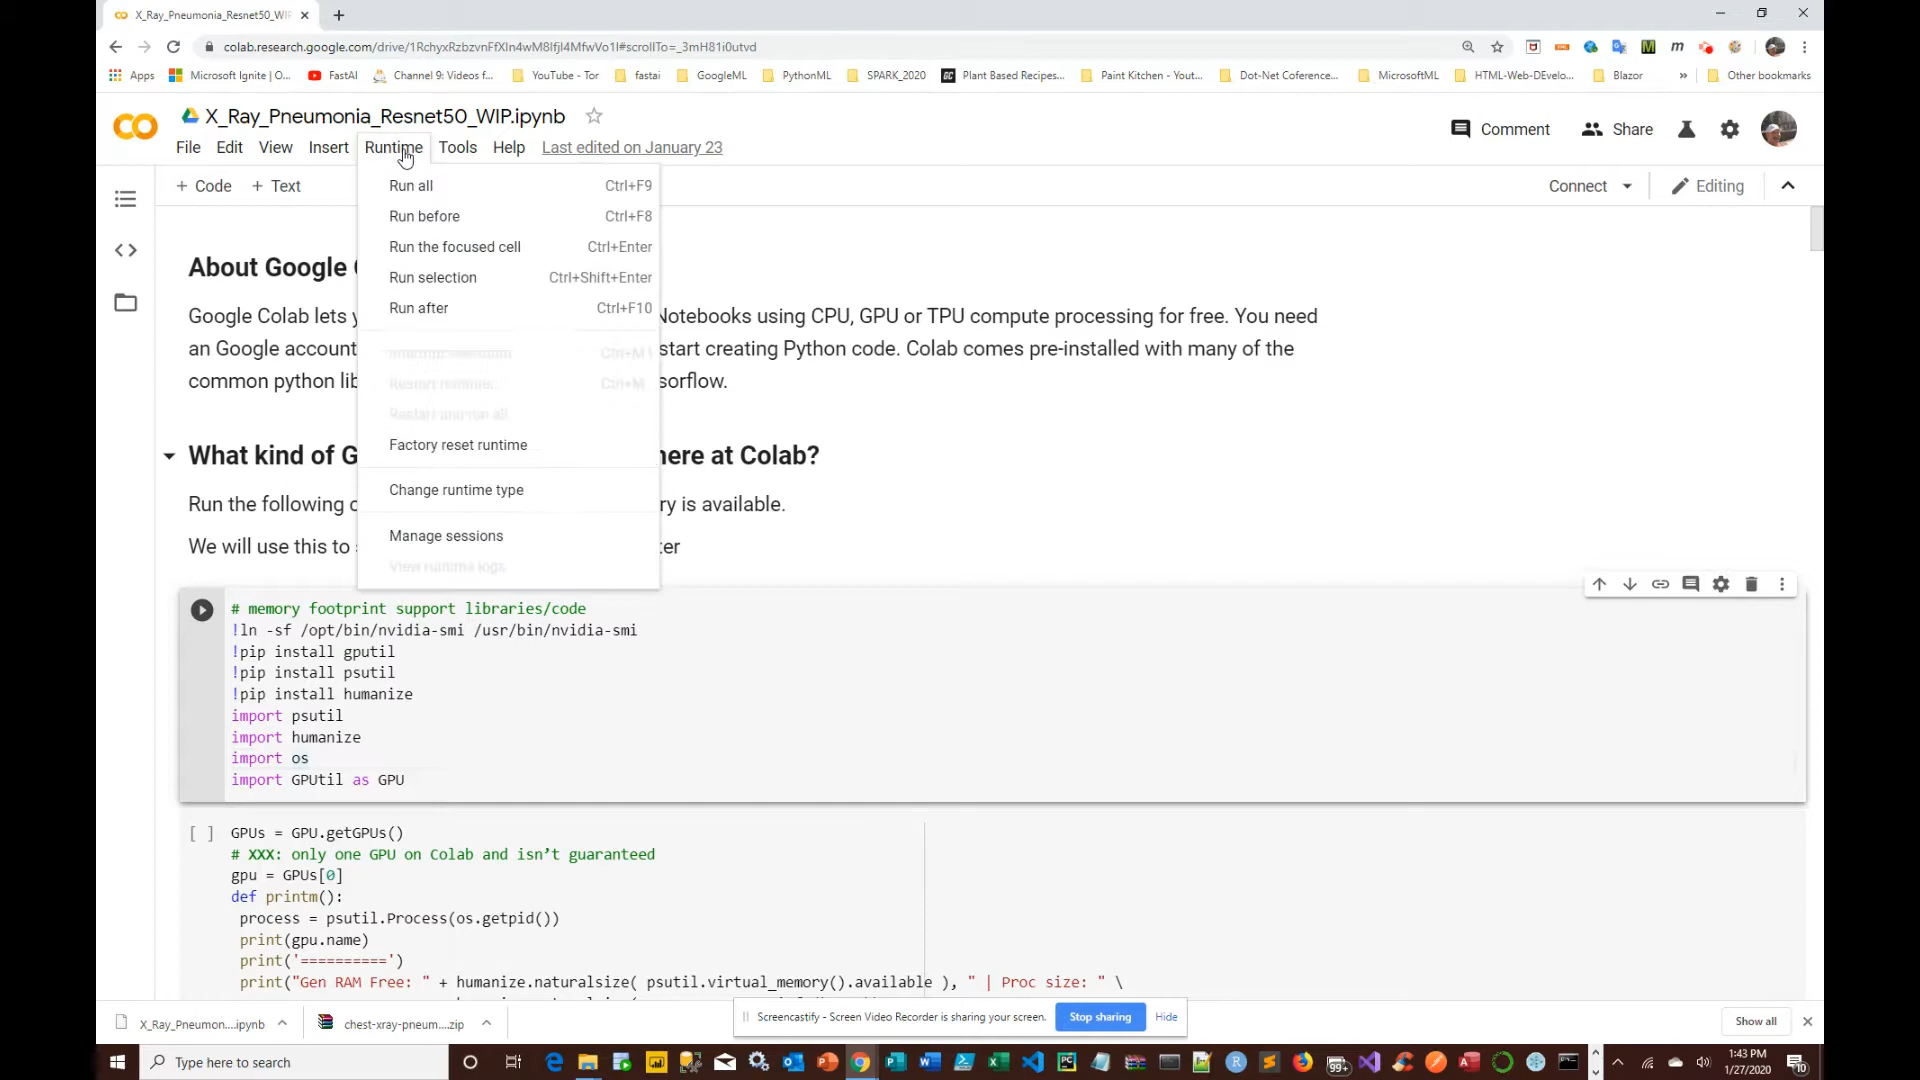 X_Ray_Pneumonia_Resnet50_WIP
colab.research.google.com/drive/1RchyxRzbzvnFfXIn4wM8lfjl4MfwVo1I#scrollTo=_3mH81i0utvd
Apps
Microsoft Ignite | O...
FastAI
Channel 9: Videos f...
YouTube - Tor
fastai
GoogleML
PythonML
SPARK_2020
Plant Based Recipes...
Paint Kitchen - Yout...
Dot-Net Coference...
MicrosoftML
HTML-Web-DEvelo...
Blazor
»
Other bookmarks
X_Ray_Pneumonia_Resnet50_WIP.ipynb
Comment
Share
File Edit View Insert Runtime Tools Help Last edited on January 23
+ Code + Text
Connect
Editing
Run all Ctrl+F9
Run before Ctrl+F8
Run the focused cell Ctrl+Enter
Run selection Ctrl+Shift+Enter
Run after Ctrl+F10
Restart and run all
Factory reset runtime
Change runtime type
Manage sessions
View runtime logs
About Google
Google Colab lets
Notebooks using CPU, GPU or TPU compute processing for free. You need
an Google account
start creating Python code. Colab comes pre-installed with many of the
common python lib
sorflow.
What kind of G
here at Colab?
Run the following
ry is available.
We will use this to
ter
# memory footprint support libraries/code
!ln -sf /opt/bin/nvidia-smi /usr/bin/nvidia-smi
!pip install gputil
!pip install psutil
!pip install humanize
import psutil
import humanize
import os
import GPUtil as GPU
[ ] GPUs = GPU.getGPUs()
# XXX: only one GPU on Colab and isn’t guaranteed
gpu = GPUs[0]
def printm():
process = psutil.Process(os.getpid())
print(gpu.name)
print('==========')
print("Gen RAM Free: " + humanize.naturalsize( psutil.virtual_memory().available ), " | Proc size: " \
Screencastify - Screen Video Recorder is sharing your screen.
Stop sharing
Hide
X_Ray_Pneumon....ipynb
chest-xray-pneum....zip
Show all
Type here to search
99+
1:43 PM
1/27/2020
10